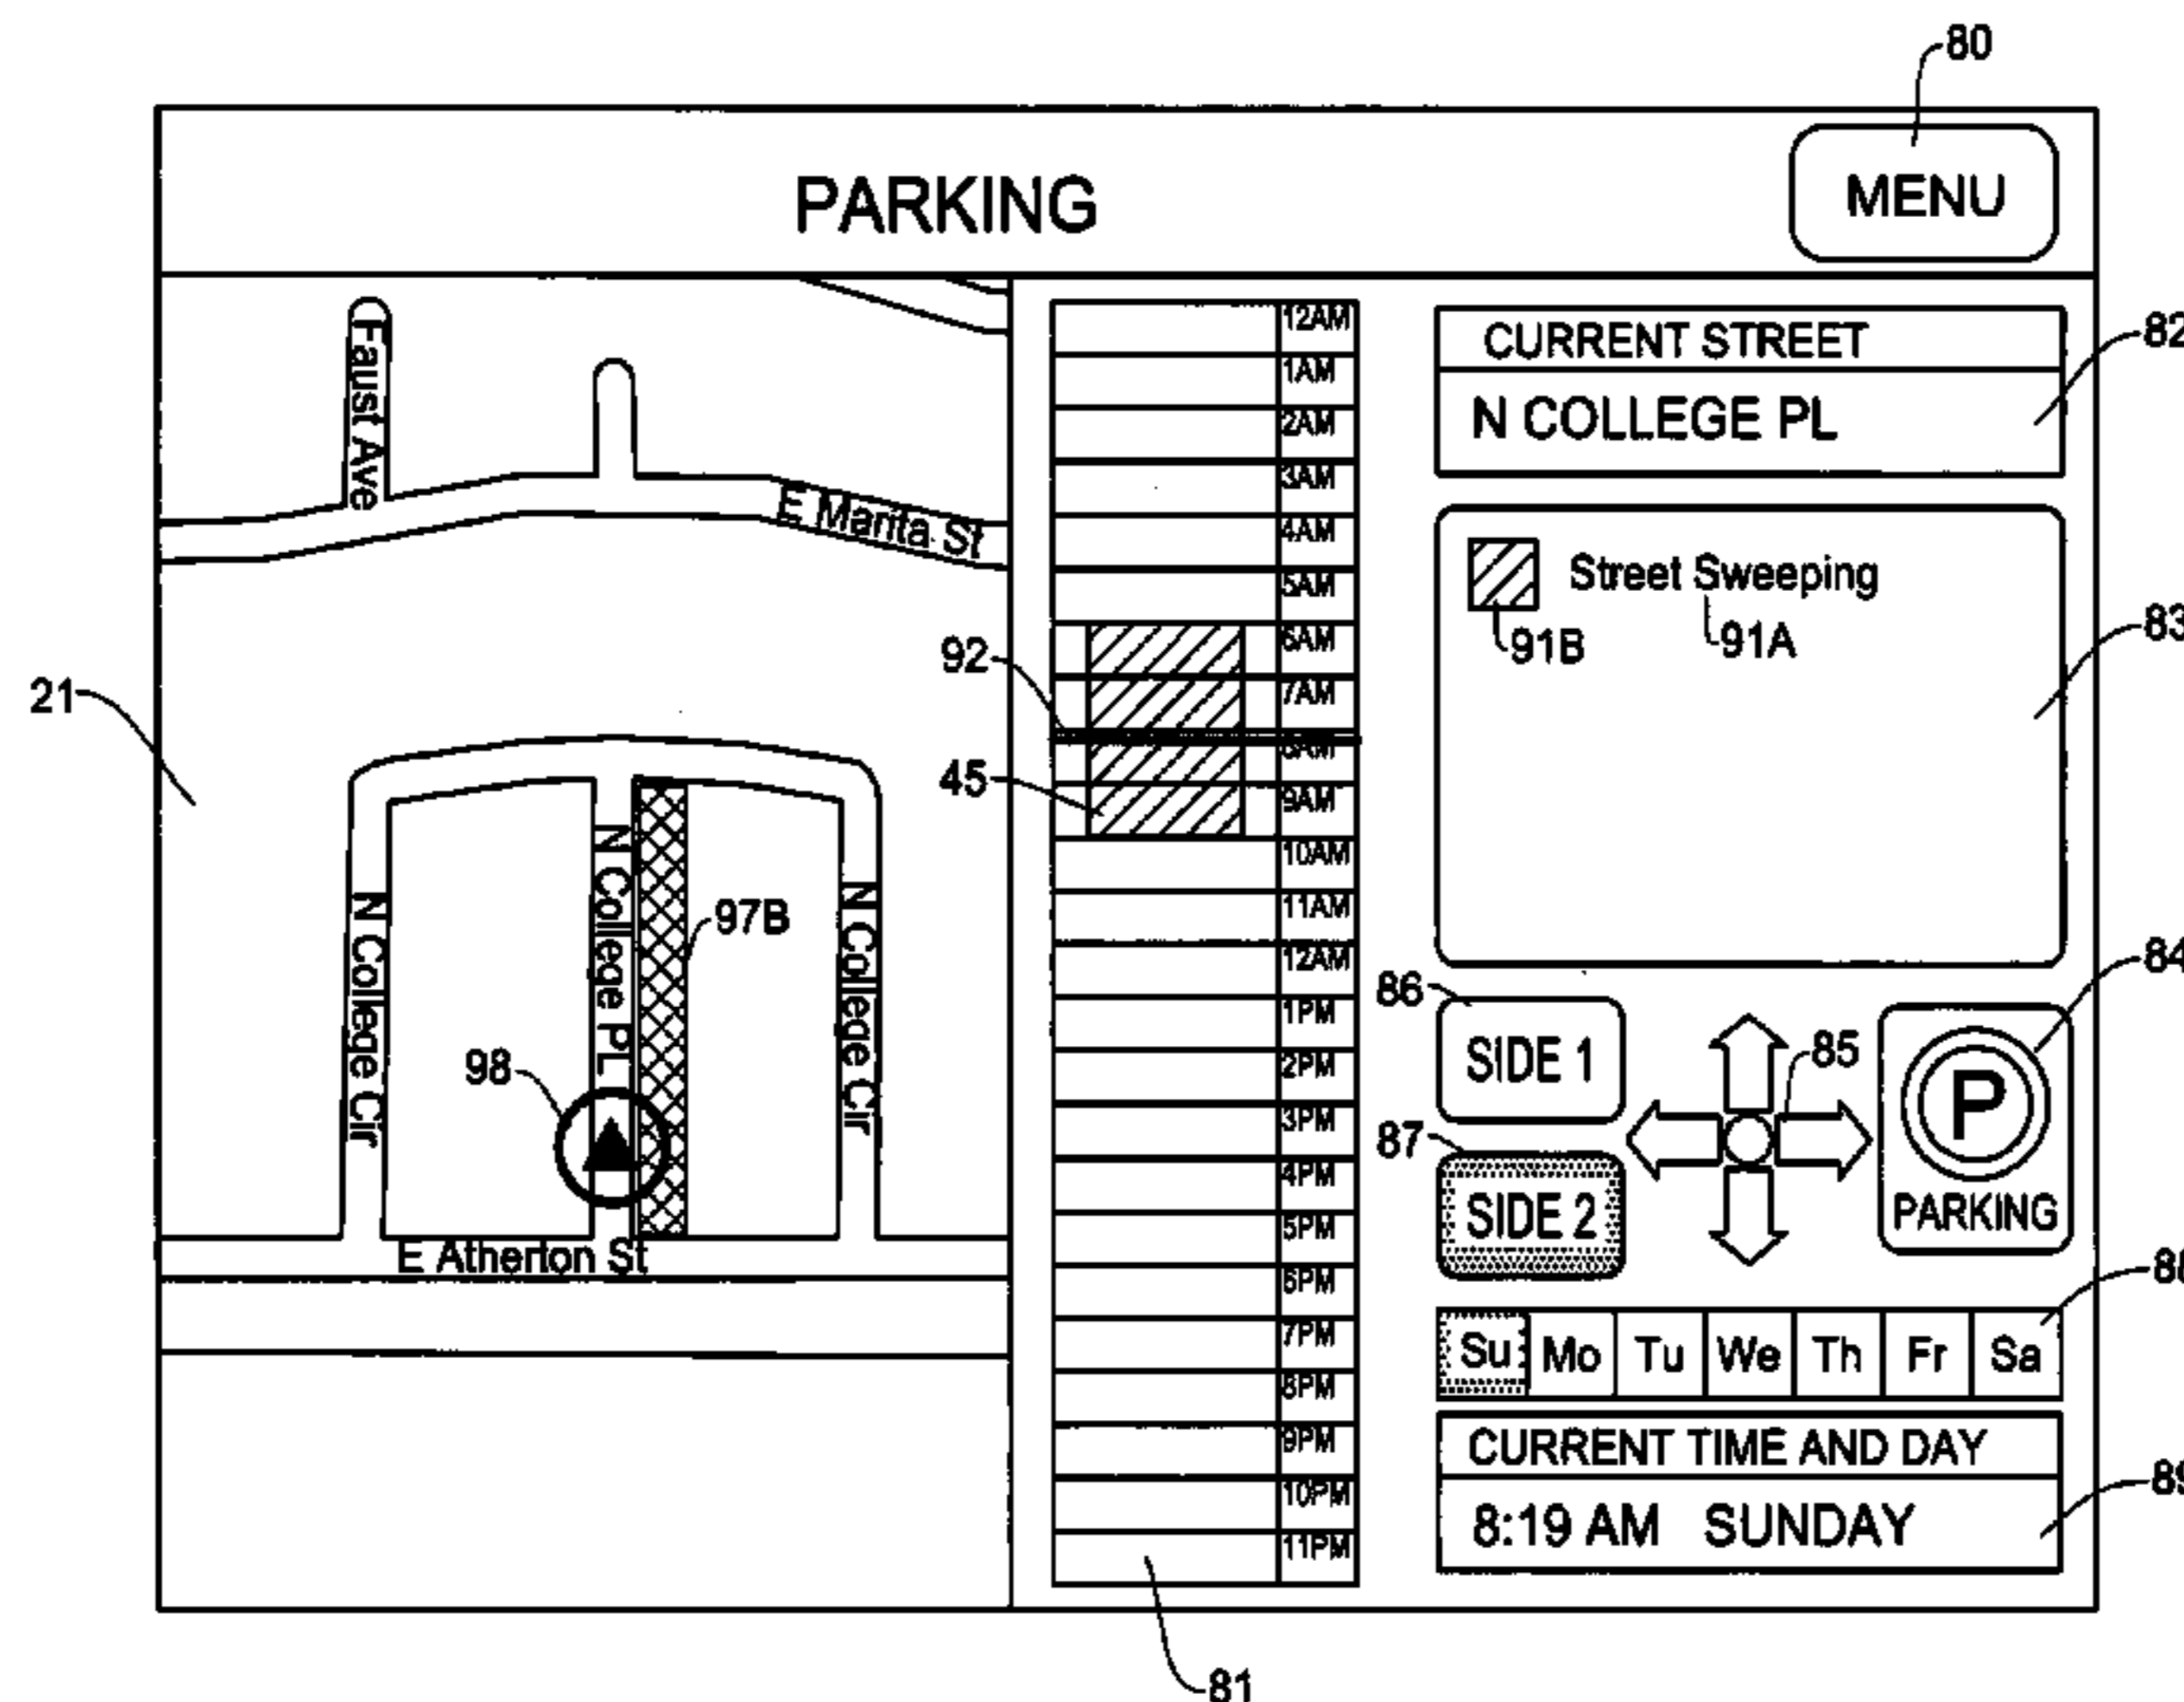 80
PARKING
MENU
Faust Ave
E Manta St
21
N College Cir
N College PL
N College Cir
97B
98
E Atherton St
92
45
12AM
1AM
2AM
3AM
4AM
5AM
6AM
7AM
8AM
9AM
10AM
11AM
12AM
1PM
2PM
3PM
4PM
5PM
6PM
7PM
8PM
9PM
10PM
11PM
81
CURRENT STREET
N COLLEGE PL
82
Street Sweeping
91B
91A
83
86
SIDE 1
87
SIDE 2
85
84
P
PARKING
88
Su Mo Tu We Th Fr Sa
CURRENT TIME AND DAY
8:19 AM SUNDAY
89